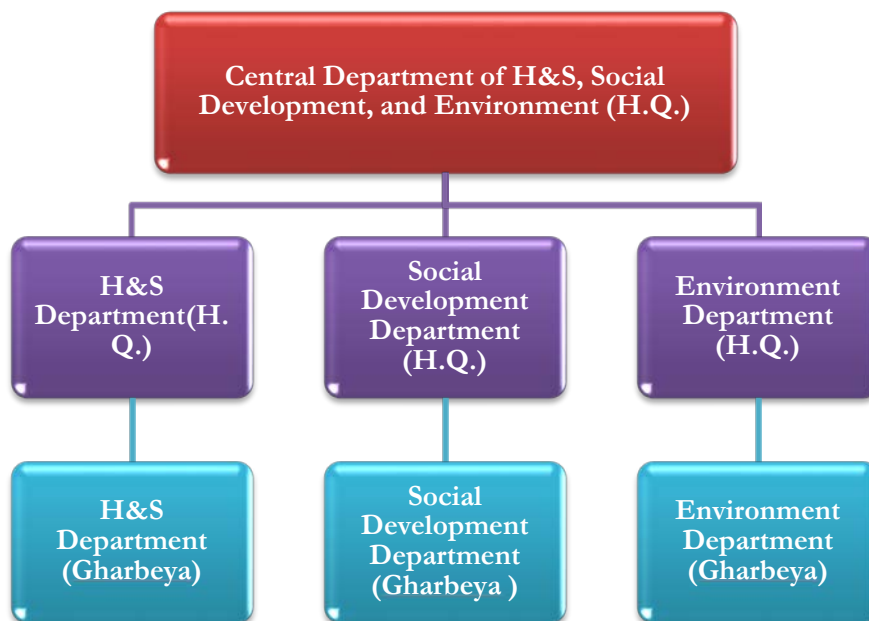 Central Department of H&S, Social
Development, and Environment (H.Q.)
H&S
Department(H.
Q.)
Social
Development
Department
(H.Q.)
Environment
Department
(H.Q.)
H&S
Department
(Gharbeya)
Social
Development
Department
(Gharbeya )
Environment
Department
(Gharbeya)